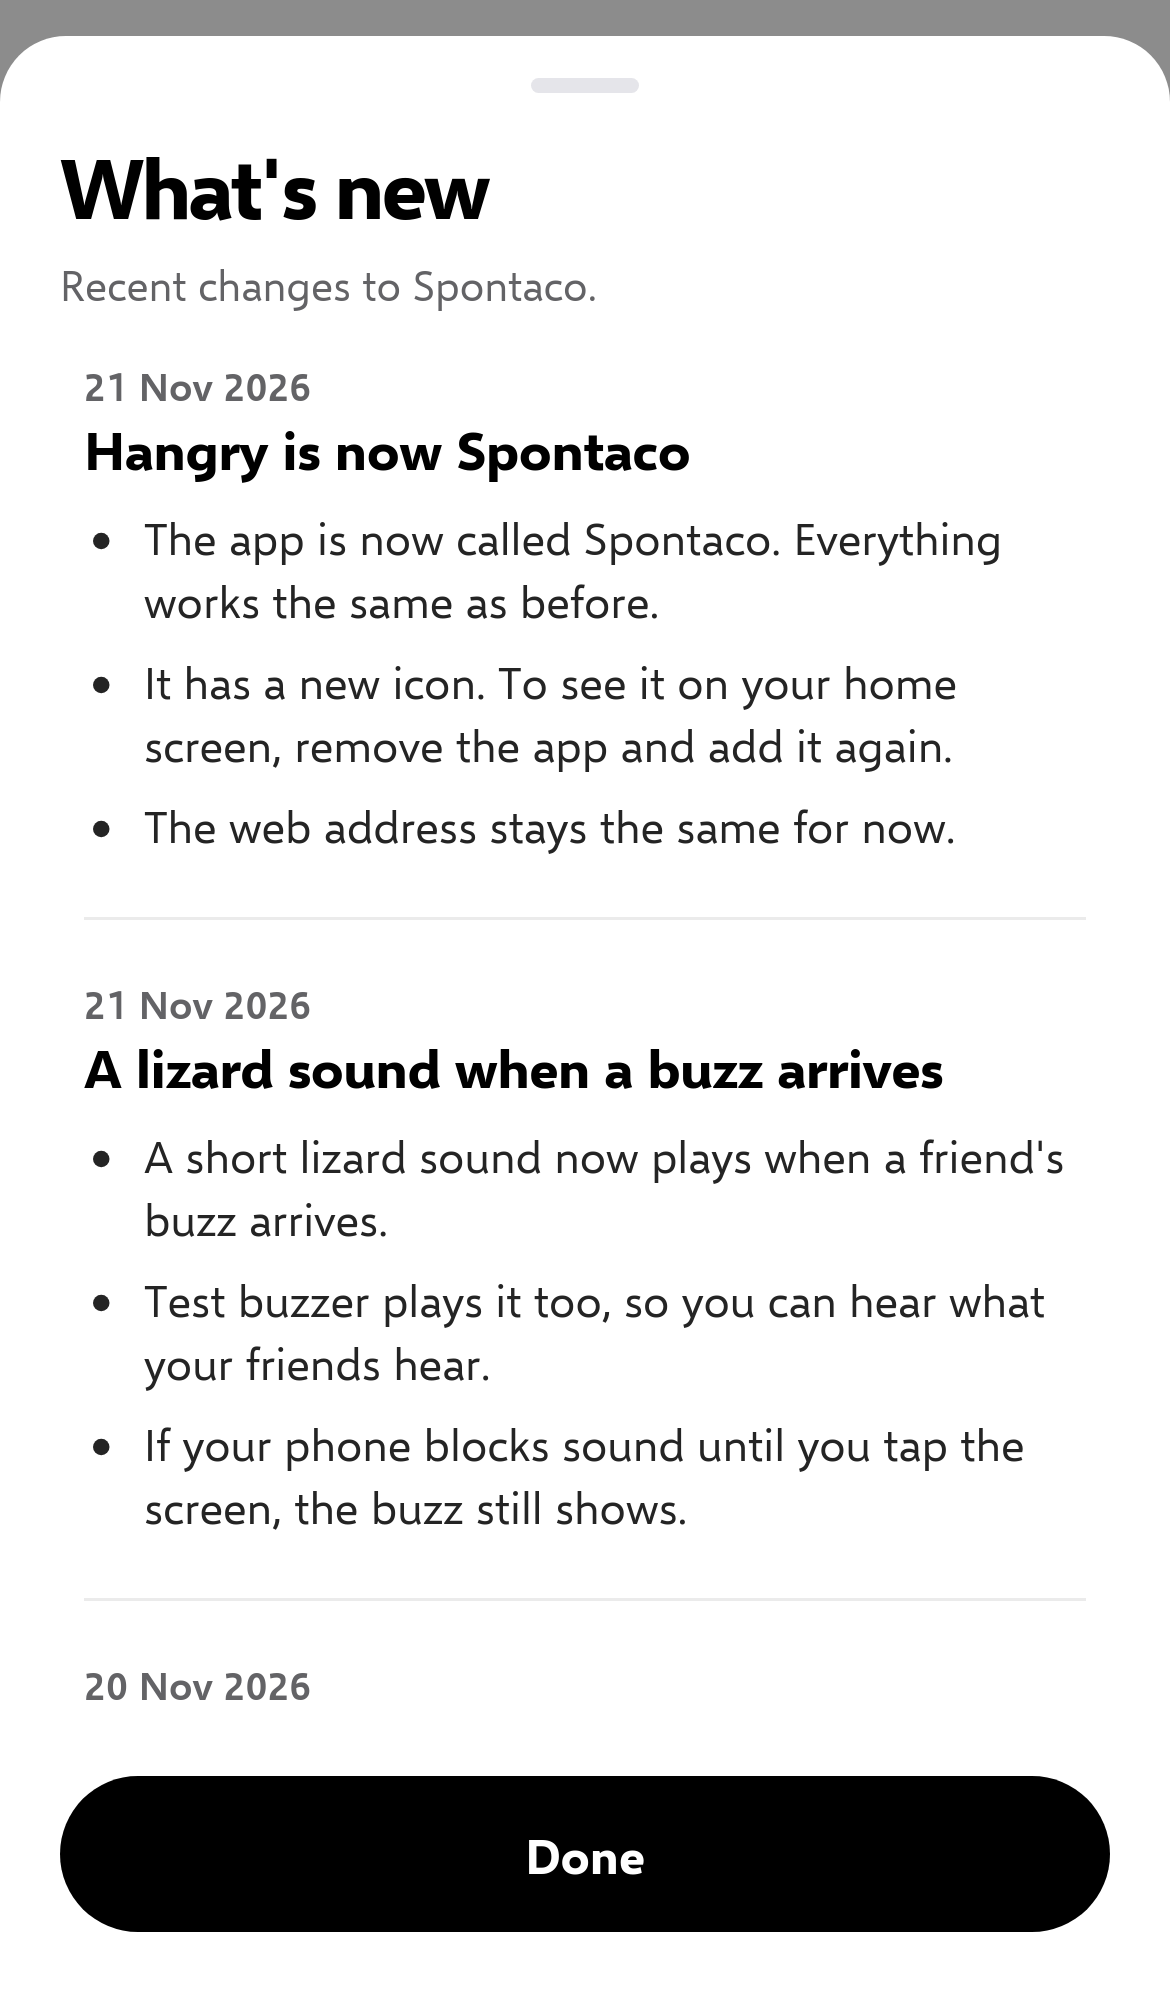 What's new
Recent changes to Spontaco.
21 Nov 2026
Hangry is now Spontaco
• The app is now called Spontaco. Everything
works the same as before.
• It has a new icon. To see it on your home
screen, remove the app and add it again.
• The web address stays the same for now.
21 Nov 2026
A lizard sound when a buzz arrives
• A short lizard sound now plays when a friend's
buzz arrives.
• Test buzzer plays it too, so you can hear what
your friends hear.
• If your phone blocks sound until you tap the
screen, the buzz still shows.
20 Nov 2026
Done